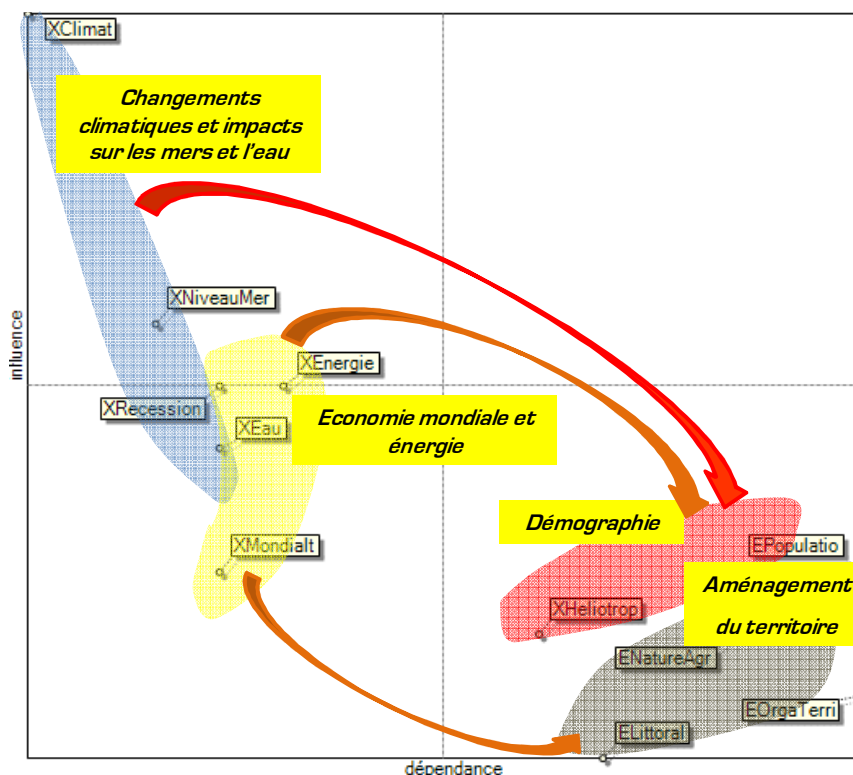 XClimat
Changements
climatiques et impacts
sur les mers et l'eau
XNiveauMer
influence
XEnergie
XRecession
XEau
Economie mondiale et
énergie
Démographie
XMondialt
EPopulatio
Aménagement
du territoire
XHeliotrop
ENatureAgr
EOrgaTerri
ELittoral
dépendance